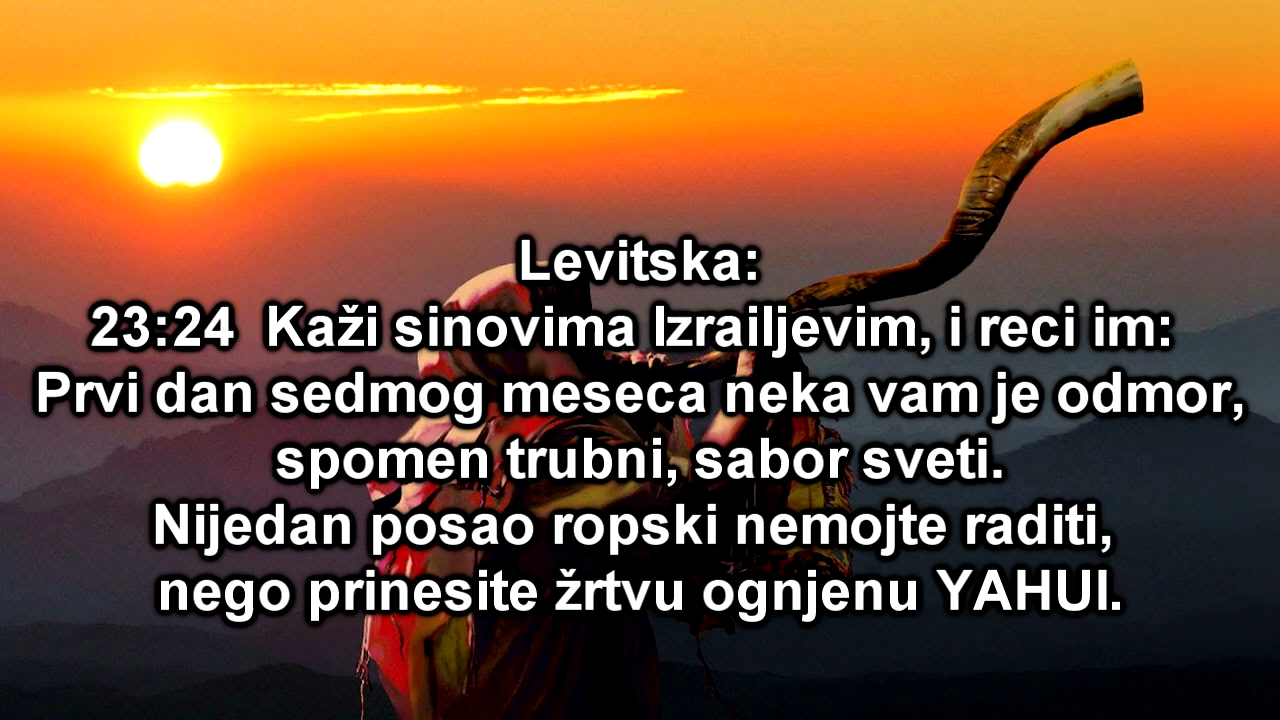 Levitska:
23:24  Kaži sinovima Izrailjevim, i reci im:
Prvi dan sedmog meseca neka vam je odmor,
spomen trubni, sabor sveti.
Nijedan posao ropski nemojte raditi,
nego prinesite žrtvu ognjenu YAHUI.